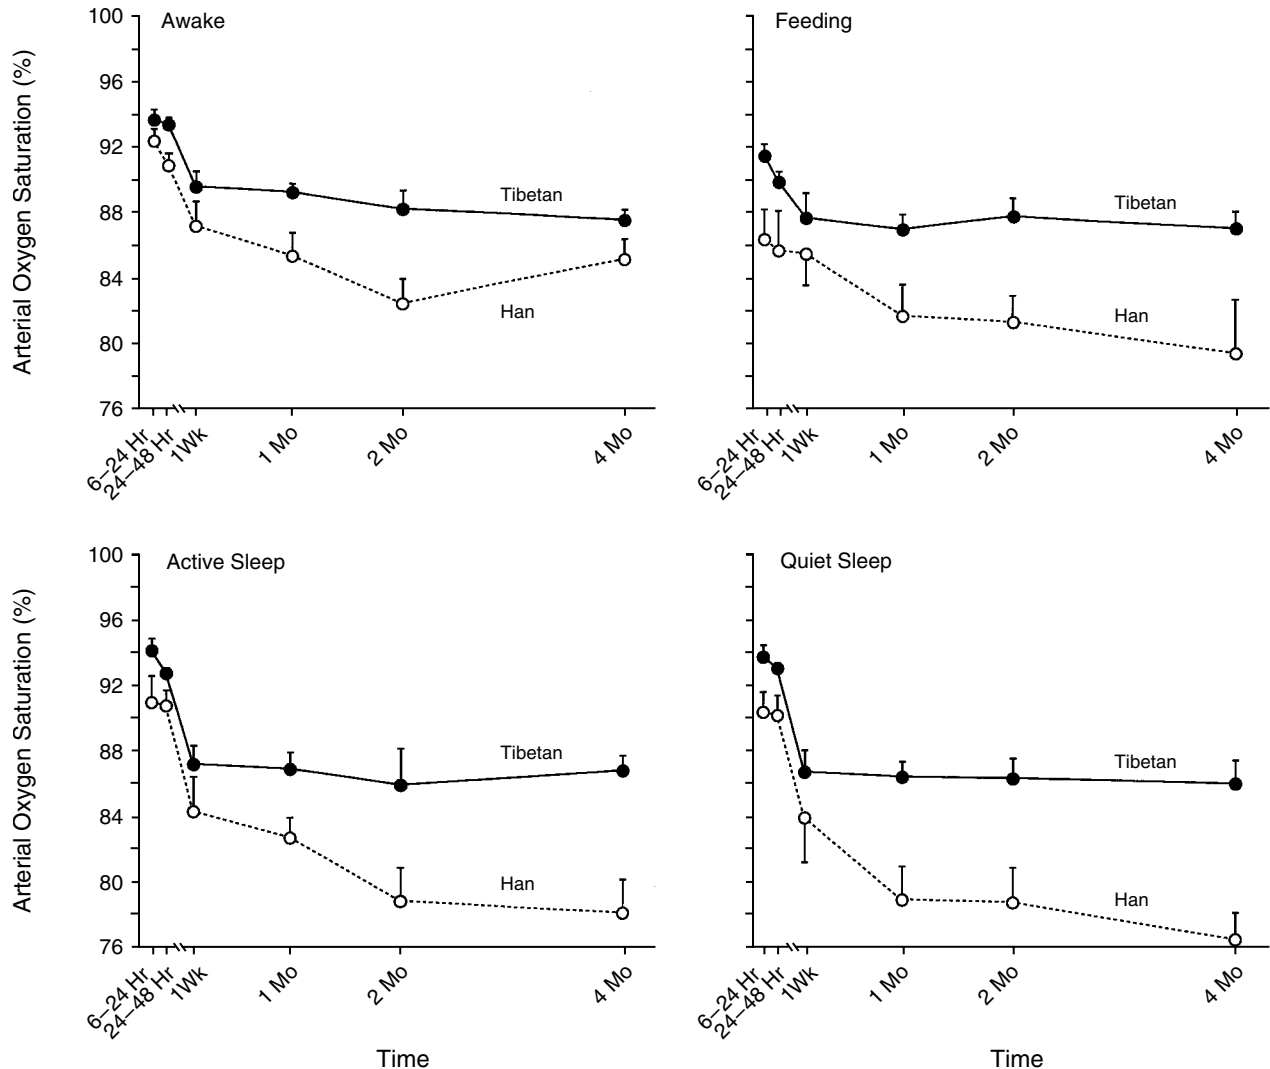 Awake
Arterial Oxygen Saturation (%)
100
96
92
88
84
80
76
Tibetan
Han
6–24 Hr
24–48 Hr
1Wk
1 Mo
2 Mo
4 Mo
Feeding
Tibetan
Han
6–24 Hr
24–48 Hr
1Wk
1 Mo
2 Mo
4 Mo
Active Sleep
Arterial Oxygen Saturation (%)
100
96
92
88
84
80
76
Tibetan
Han
6–24 Hr
24–48 Hr
1Wk
1 Mo
2 Mo
4 Mo
Time
Quiet Sleep
Tibetan
Han
6–24 Hr
24–48 Hr
1Wk
1 Mo
2 Mo
4 Mo
Time